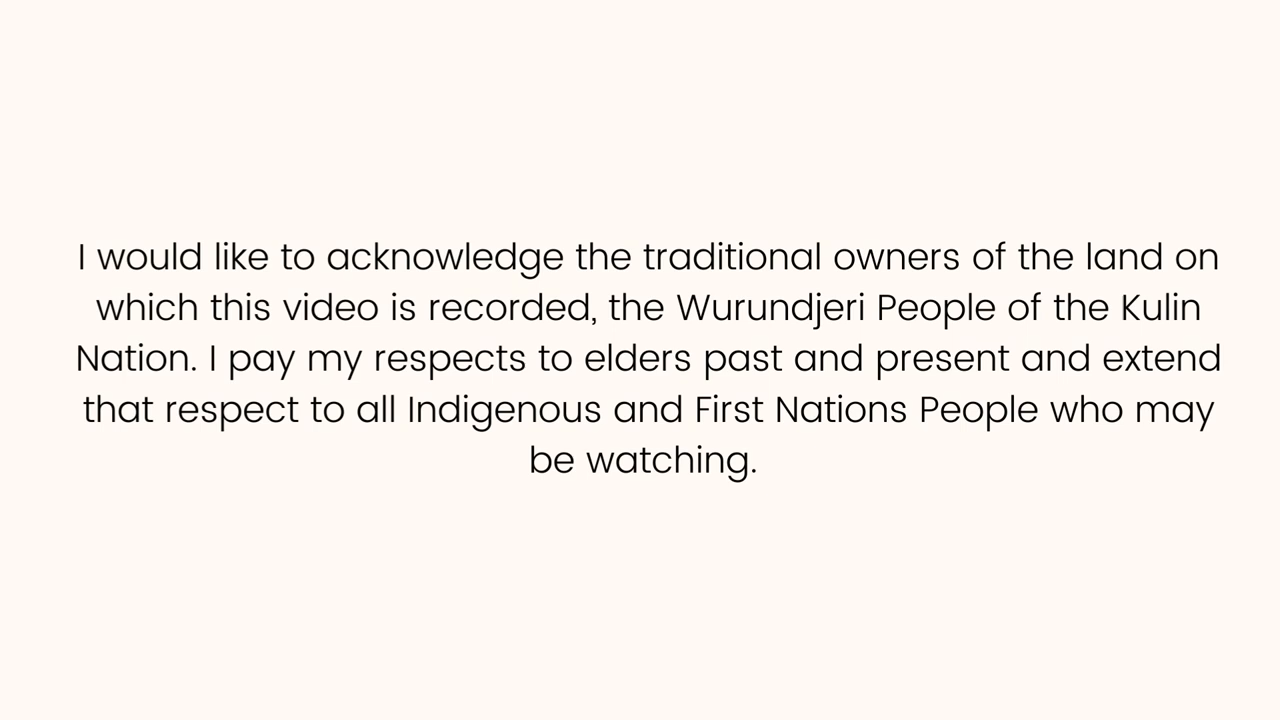 I would like to acknowledge the traditional owners of the land on
which this video is recorded, the Wurundjeri People of the Kulin
Nation. I pay my respects to elders past and present and extend
that respect to all Indigenous and First Nations People who may
be watching.